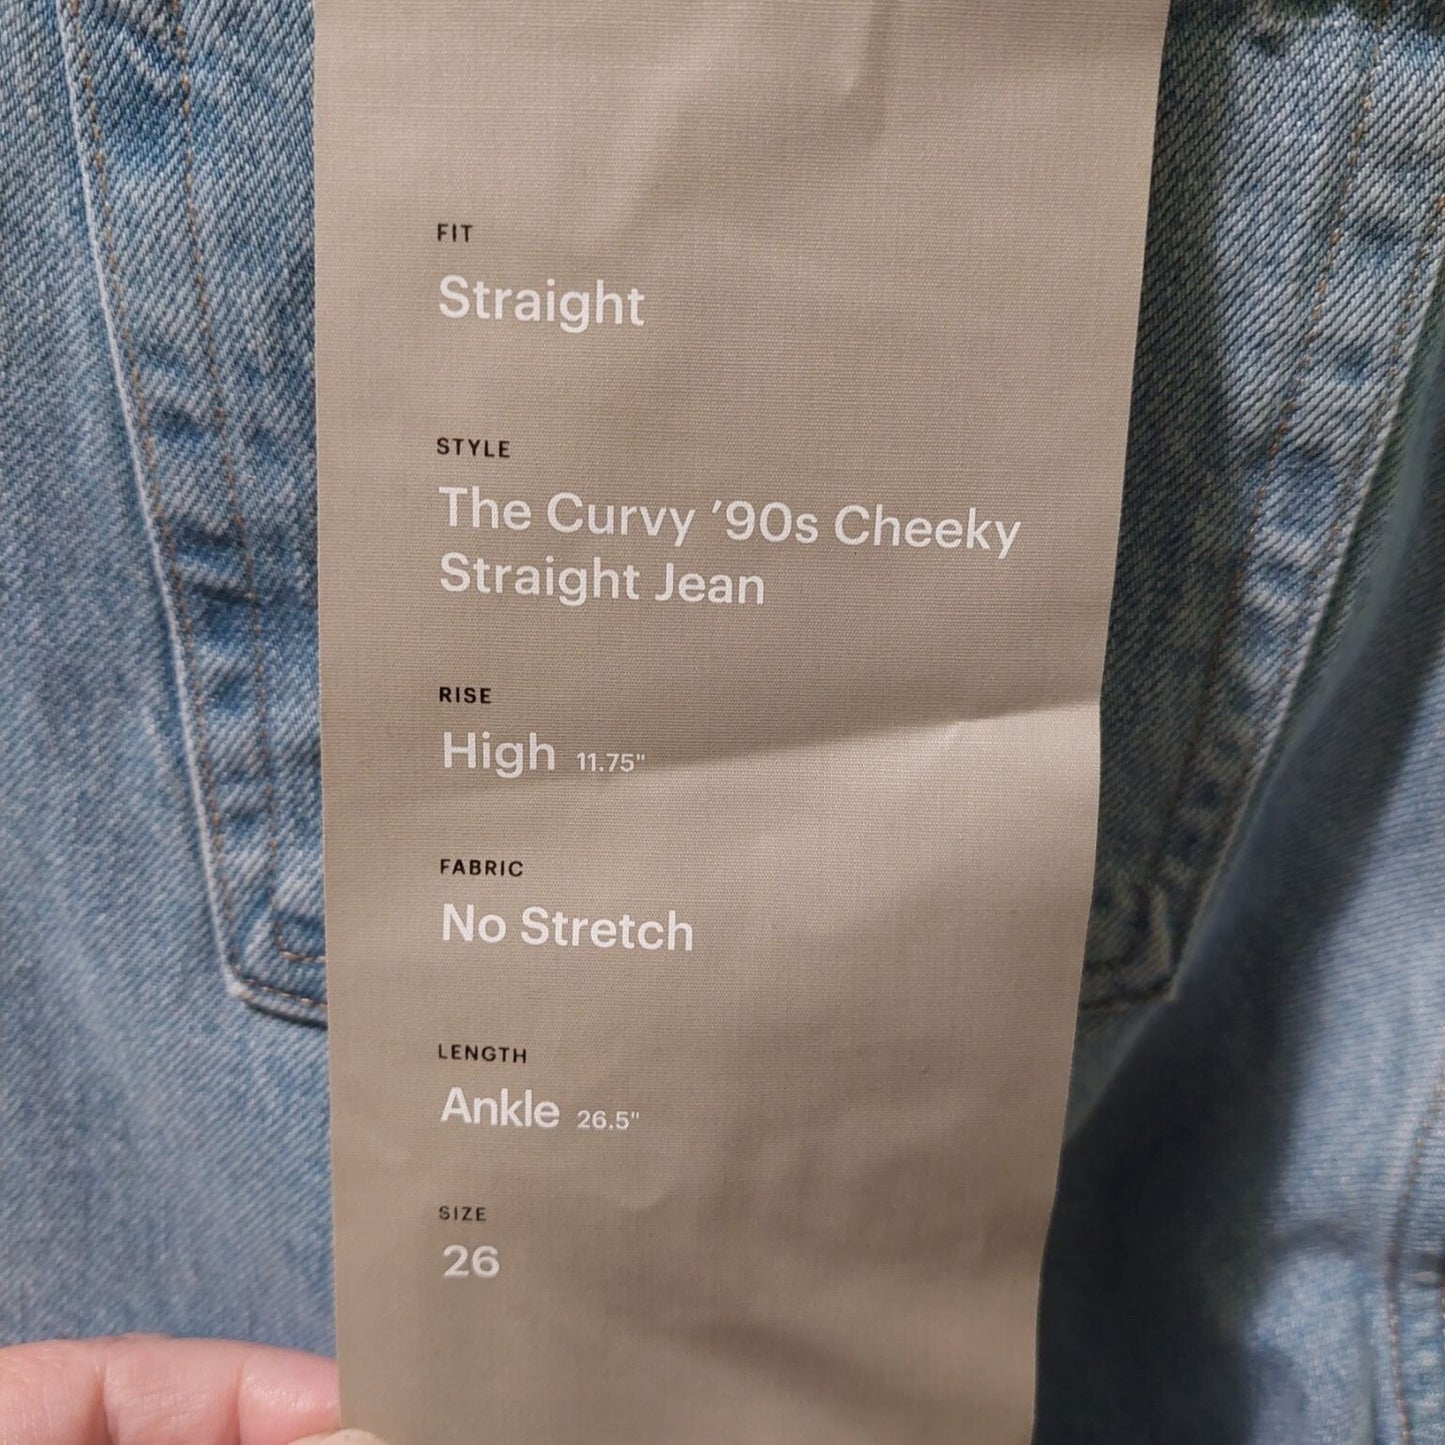 FIT
Straight
STYLE
The Curvy ’90s Cheeky
Straight Jean
RISE
High 11.75"
FABRIC
No Stretch
LENGTH
Ankle 26.5"
SIZE
26